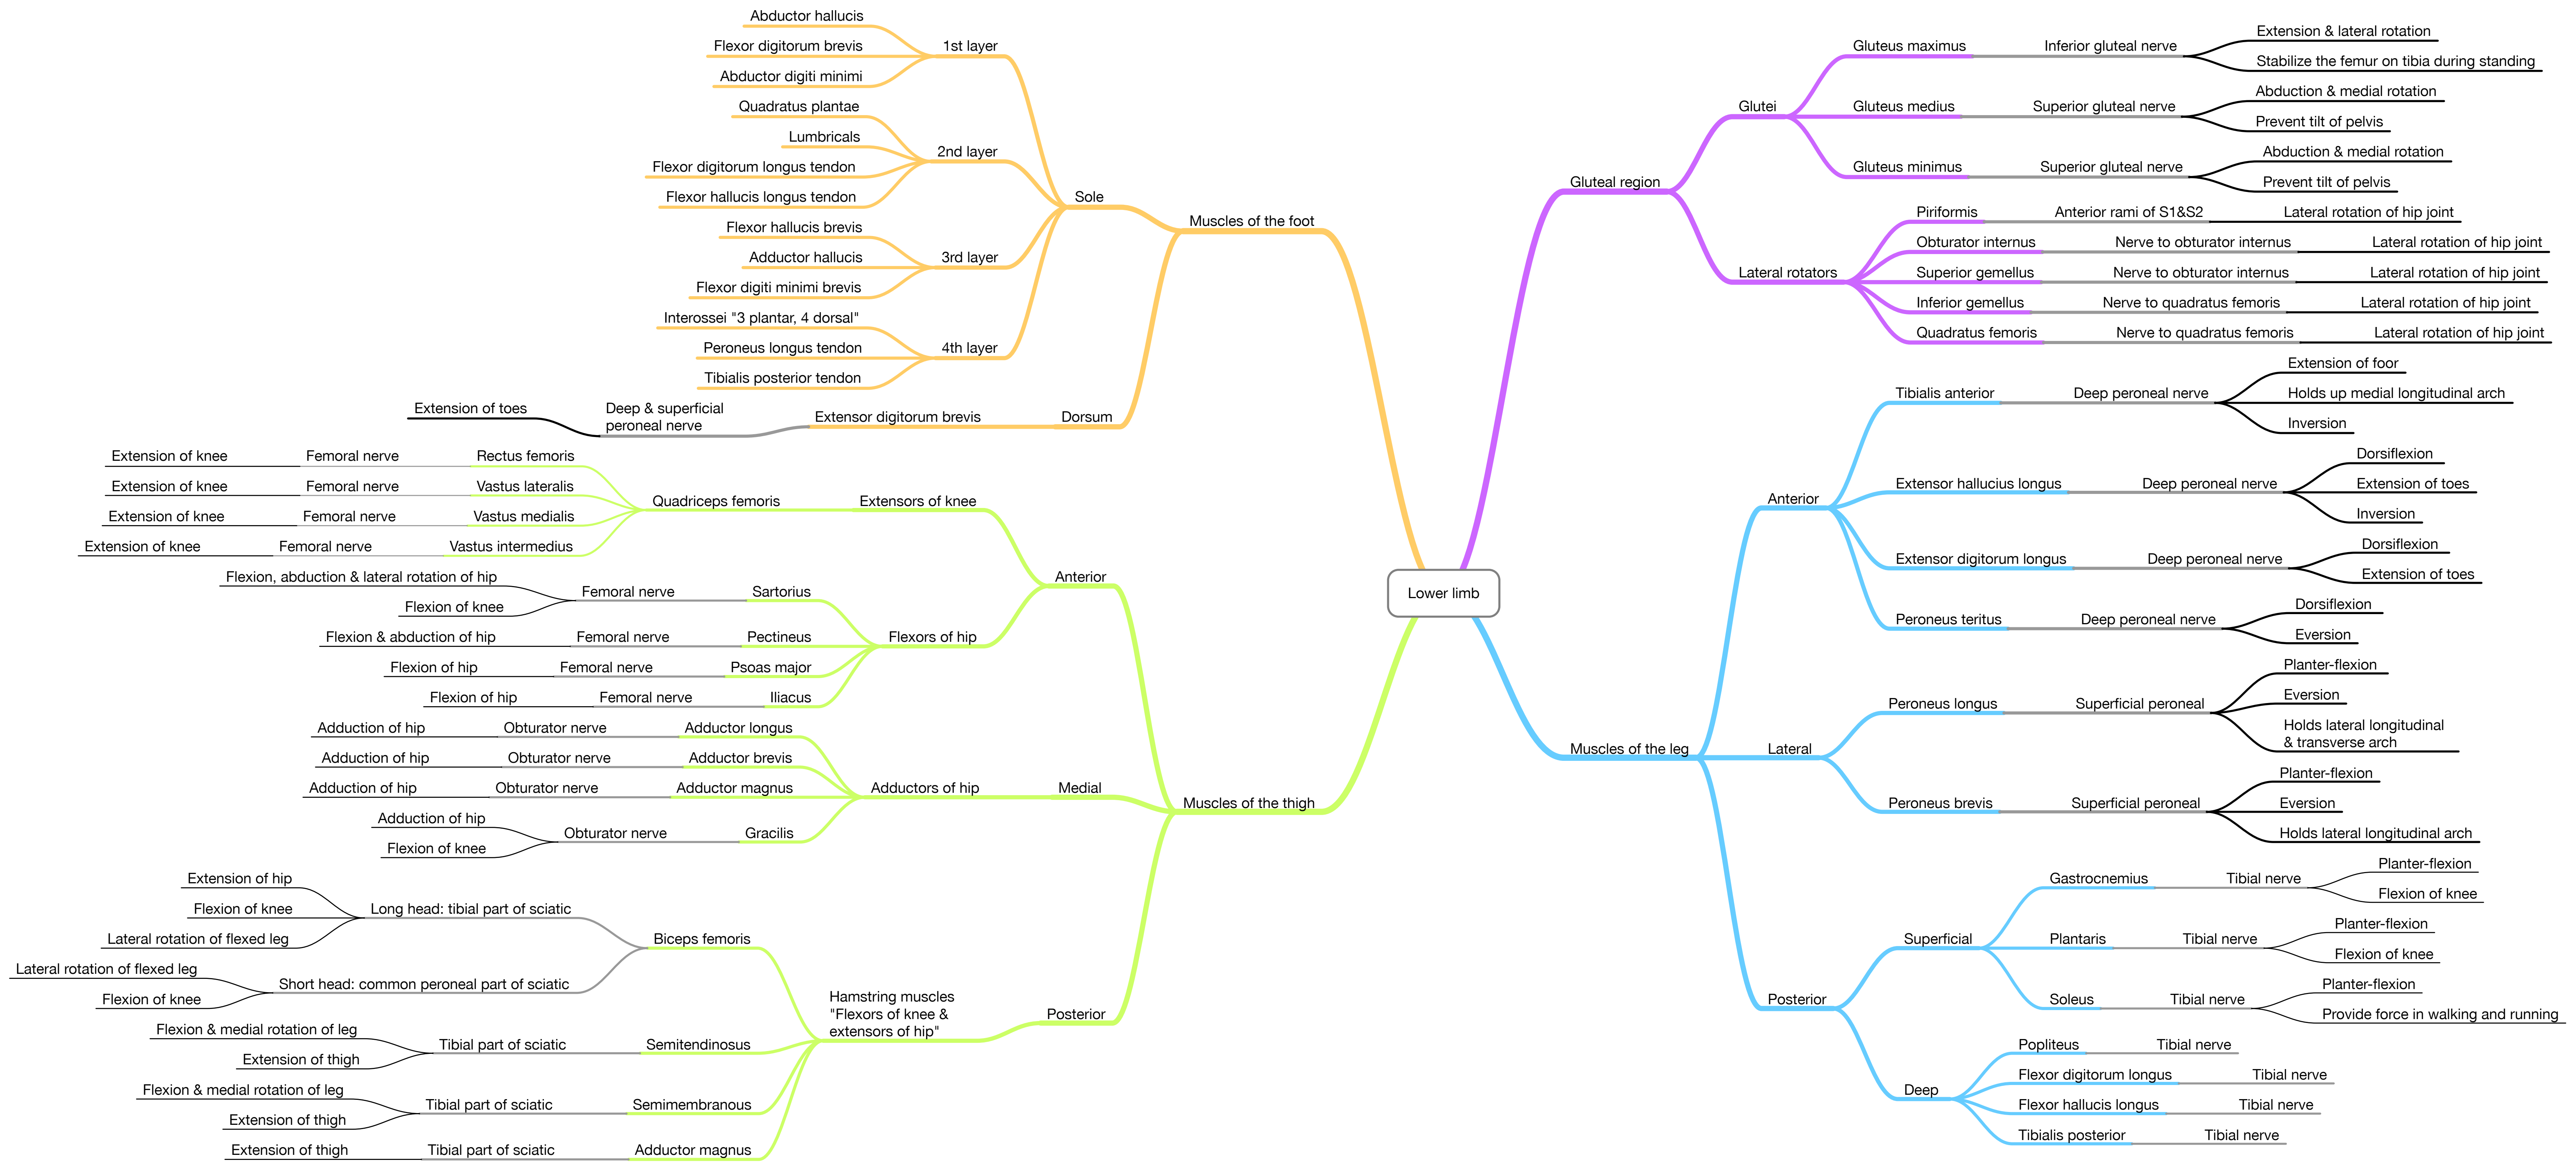 Lower limb
Muscles of the foot
Sole
1st layer
Abductor hallucis
Flexor digitorum brevis
Abductor digiti minimi
2nd layer
Quadratus plantae
Lumbricals
Flexor digitorum longus tendon
Flexor hallucis longus tendon
3rd layer
Flexor hallucis brevis
Adductor hallucis
Flexor digiti minimi brevis
4th layer
Interossei "3 plantar, 4 dorsal"
Peroneus longus tendon
Tibialis posterior tendon
Dorsum
Extensor digitorum brevis
Deep & superficial
peroneal nerve
Extension of toes
Muscles of the thigh
Anterior
Extensors of knee
Quadriceps femoris
Rectus femoris
Femoral nerve
Extension of knee
Vastus lateralis
Femoral nerve
Extension of knee
Vastus medialis
Femoral nerve
Extension of knee
Vastus intermedius
Femoral nerve
Extension of knee
Flexors of hip
Sartorius
Femoral nerve
Flexion, abduction & lateral rotation of hip
Flexion of knee
Pectineus
Femoral nerve
Flexion & abduction of hip
Psoas major
Femoral nerve
Flexion of hip
Iliacus
Femoral nerve
Flexion of hip
Medial
Adductors of hip
Adductor longus
Obturator nerve
Adduction of hip
Adductor brevis
Obturator nerve
Adduction of hip
Adductor magnus
Obturator nerve
Adduction of hip
Gracilis
Obturator nerve
Adduction of hip
Flexion of knee
Posterior
Hamstring muscles
"Flexors of knee &
extensors of hip"
Biceps femoris
Long head: tibial part of sciatic
Extension of hip
Flexion of knee
Lateral rotation of flexed leg
Short head: common peroneal part of sciatic
Lateral rotation of flexed leg
Flexion of knee
Semitendinosus
Tibial part of sciatic
Flexion & medial rotation of leg
Extension of thigh
Semimembranous
Tibial part of sciatic
Flexion & medial rotation of leg
Extension of thigh
Adductor magnus
Tibial part of sciatic
Extension of thigh
Gluteal region
Glutei
Gluteus maximus
Inferior gluteal nerve
Extension & lateral rotation
Stabilize the femur on tibia during standing
Gluteus medius
Superior gluteal nerve
Abduction & medial rotation
Prevent tilt of pelvis
Gluteus minimus
Superior gluteal nerve
Abduction & medial rotation
Prevent tilt of pelvis
Lateral rotators
Piriformis
Anterior rami of S1&S2
Lateral rotation of hip joint
Obturator internus
Nerve to obturator internus
Lateral rotation of hip joint
Superior gemellus
Nerve to obturator internus
Lateral rotation of hip joint
Inferior gemellus
Nerve to quadratus femoris
Lateral rotation of hip joint
Quadratus femoris
Nerve to quadratus femoris
Lateral rotation of hip joint
Muscles of the leg
Anterior
Tibialis anterior
Deep peroneal nerve
Extension of foor
Holds up medial longitudinal arch
Inversion
Extensor hallucius longus
Deep peroneal nerve
Dorsiflexion
Extension of toes
Inversion
Extensor digitorum longus
Deep peroneal nerve
Dorsiflexion
Extension of toes
Peroneus teritus
Deep peroneal nerve
Dorsiflexion
Eversion
Lateral
Peroneus longus
Superficial peroneal
Planter-flexion
Eversion
Holds lateral longitudinal
& transverse arch
Peroneus brevis
Superficial peroneal
Planter-flexion
Eversion
Holds lateral longitudinal arch
Posterior
Superficial
Gastrocnemius
Tibial nerve
Planter-flexion
Flexion of knee
Plantaris
Tibial nerve
Planter-flexion
Flexion of knee
Soleus
Tibial nerve
Planter-flexion
Provide force in walking and running
Deep
Popliteus
Tibial nerve
Flexor digitorum longus
Tibial nerve
Flexor hallucis longus
Tibial nerve
Tibialis posterior
Tibial nerve